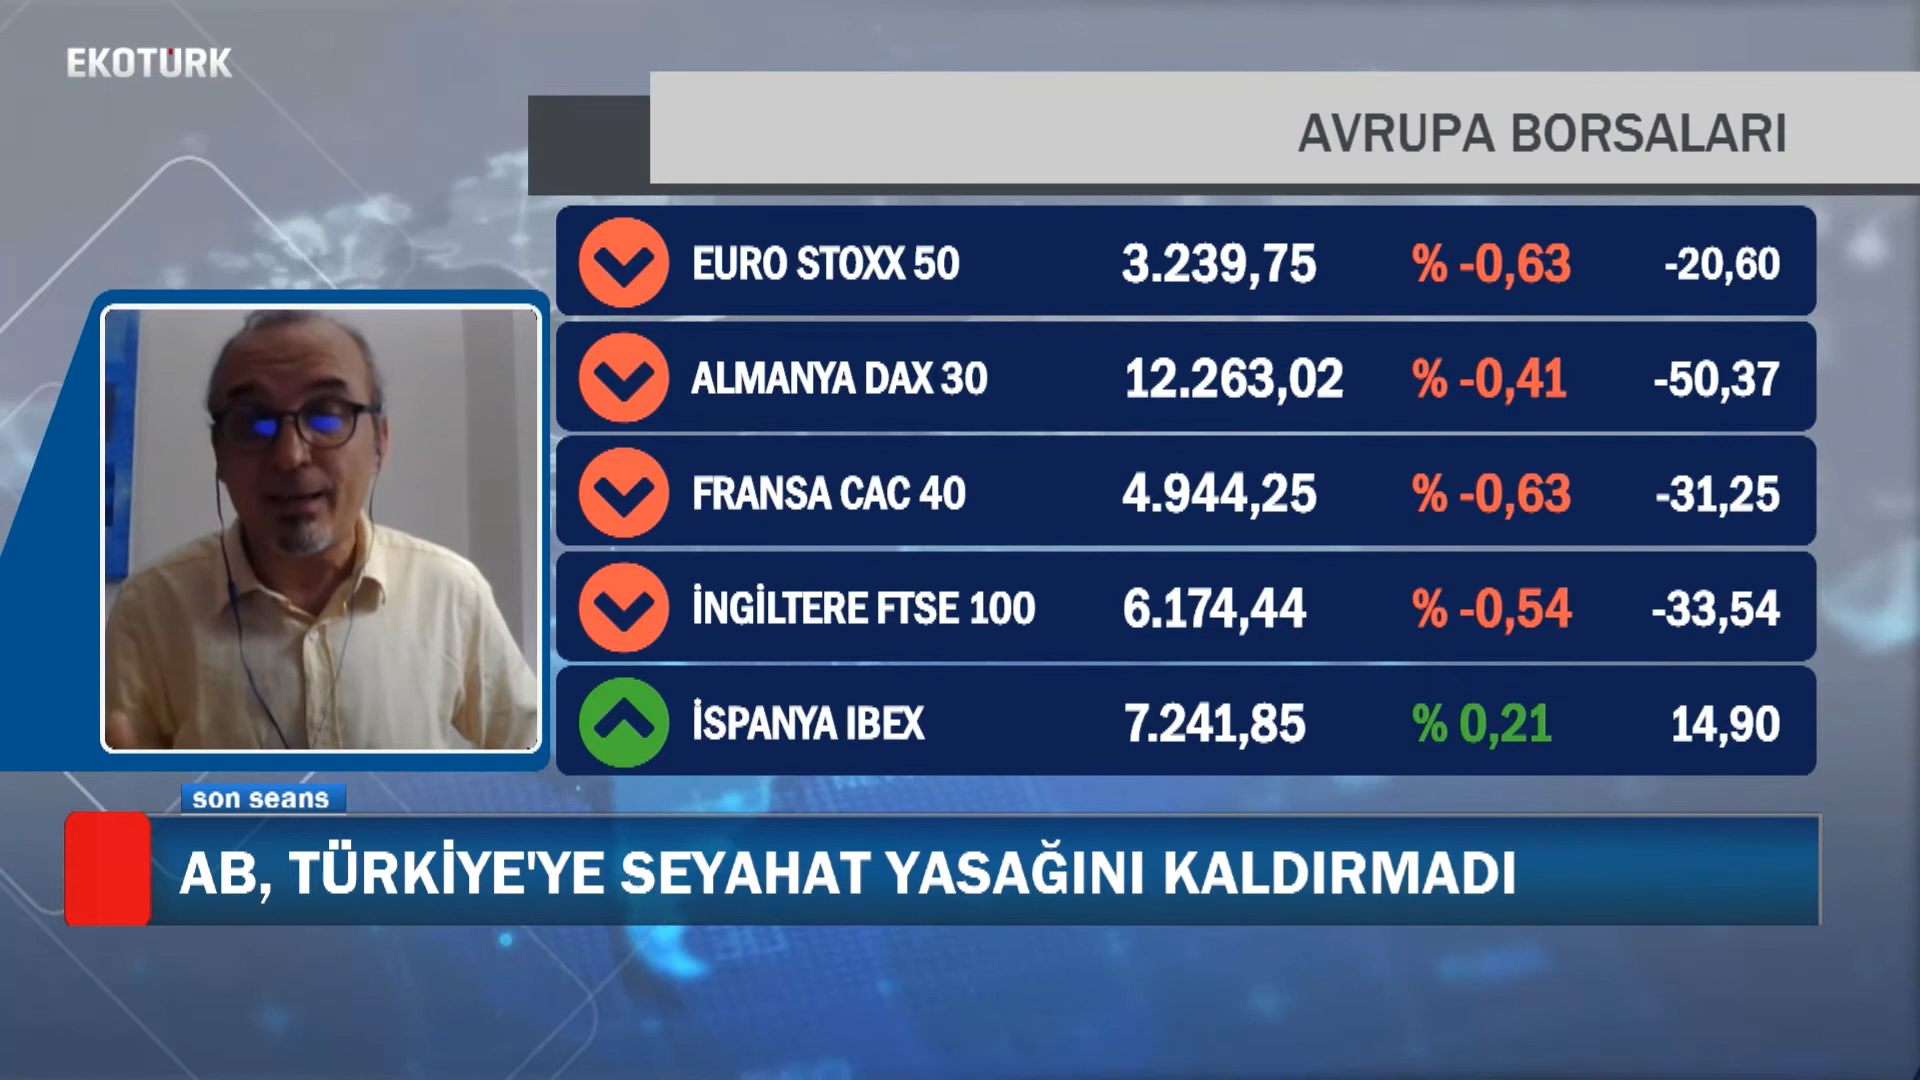 EKOTÜRK
AVRUPA BORSALARI
EURO STOXX 50 3.239,75 % -0,63 -20,60
ALMANYA DAX 30 12.263,02 % -0,41 -50,37
FRANSA CAC 40 4.944,25 % -0,63 -31,25
İNGİLTERE FTSE 100 6.174,44 % -0,54 -33,54
İSPANYA IBEX 7.241,85 % 0,21 14,90
son seans
AB, TÜRKİYE'YE SEYAHAT YASAĞINI KALDIRMADI